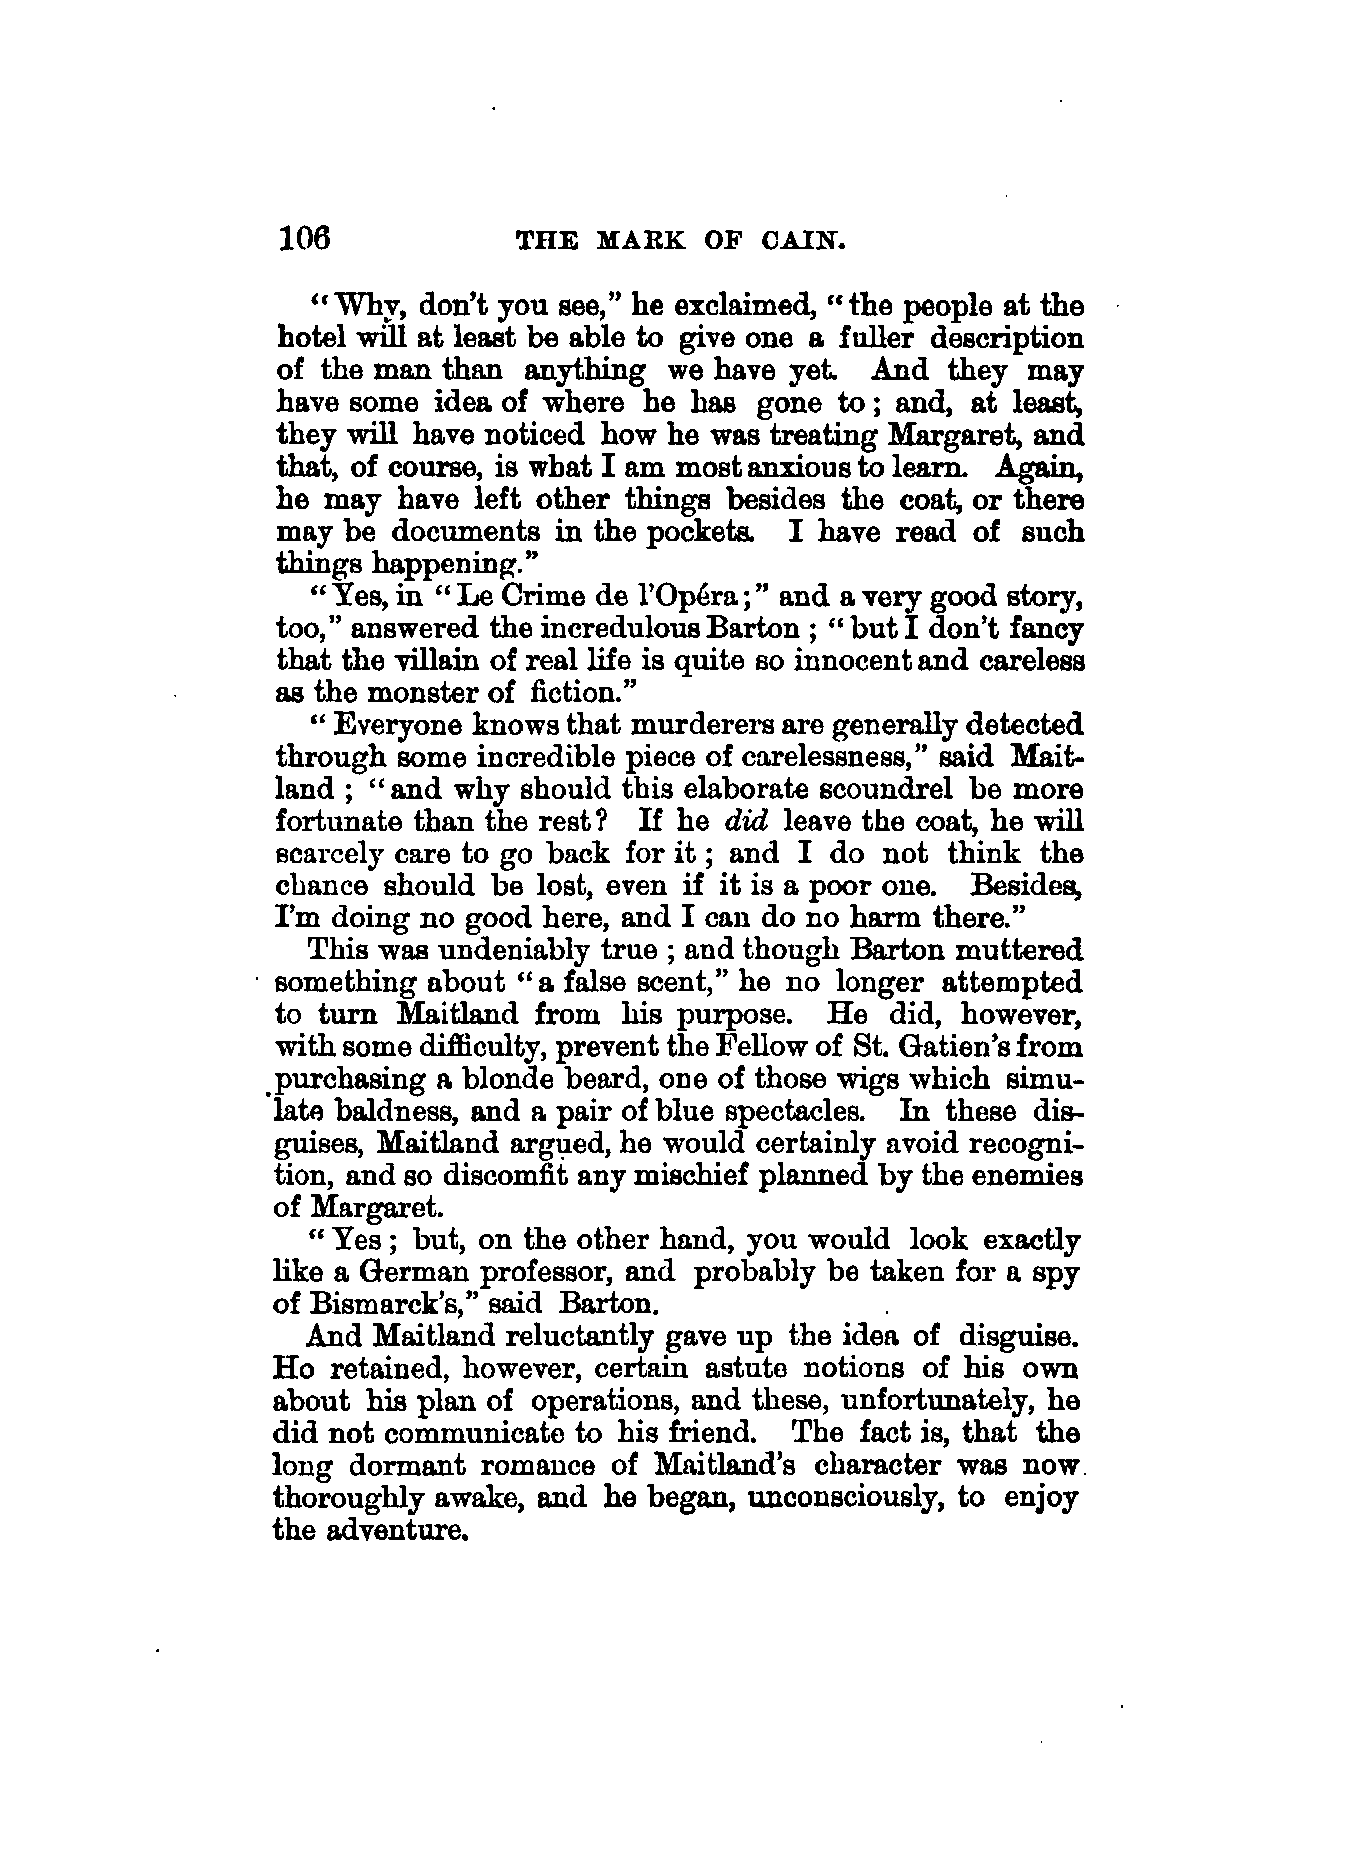 106 THE MARK OF CAIN.
“Why, don’t you see,” he exclaimed, “the people at the
hotel will at least be able to give one a fuller description
of the man than anything we have yet. And they may
have some idea of where he has gone to; and, at least,
they will have noticed how he was treating Margaret, and
that, of course, is what I am most anxious to learn. Again,
he may have left other things besides the coat, or there
may be documents in the pockets. I have read of such
things happening.”
“Yes, in “Le Crime de l’Opéra;” and a very good story,
too,” answered the incredulous Barton; “but I don’t fancy
that the villain of real life is quite so innocent and careless
as the monster of fiction.”
“Everyone knows that murderers are generally detected
through some incredible piece of carelessness,” said Mait-
land; “and why should this elaborate scoundrel be more
fortunate than the rest? If he did leave the coat, he will
scarcely care to go back for it; and I do not think the
chance should be lost, even if it is a poor one. Besides,
I’m doing no good here, and I can do no harm there.”
This was undeniably true; and though Barton muttered
something about “a false scent,” he no longer attempted
to turn Maitland from his purpose. He did, however,
with some difficulty, prevent the Fellow of St. Gatien’s from
purchasing a blonde beard, one of those wigs which simu-
late baldness, and a pair of blue spectacles. In these dis-
guises, Maitland argued, he would certainly avoid recogni-
tion, and so discomfit any mischief planned by the enemies
of Margaret.
“Yes; but, on the other hand, you would look exactly
like a German professor, and probably be taken for a spy
of Bismarck’s,” said Barton.
And Maitland reluctantly gave up the idea of disguise.
He retained, however, certain astute notions of his own
about his plan of operations, and these, unfortunately, he
did not communicate to his friend. The fact is, that the
long dormant romance of Maitland’s character was now
thoroughly awake, and he began, unconsciously, to enjoy
the adventure.